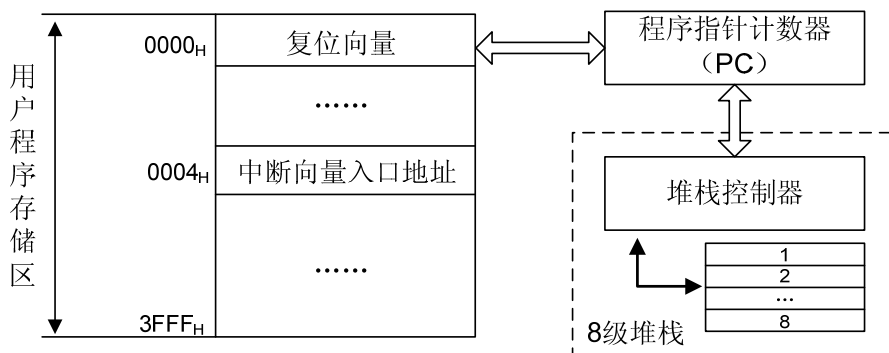 用户程序存储区
0000H
复位向量
……
0004H
中断向量入口地址
……
3FFFH
程序指针计数器
（PC）
堆栈控制器
1
2
…
8
8级堆栈